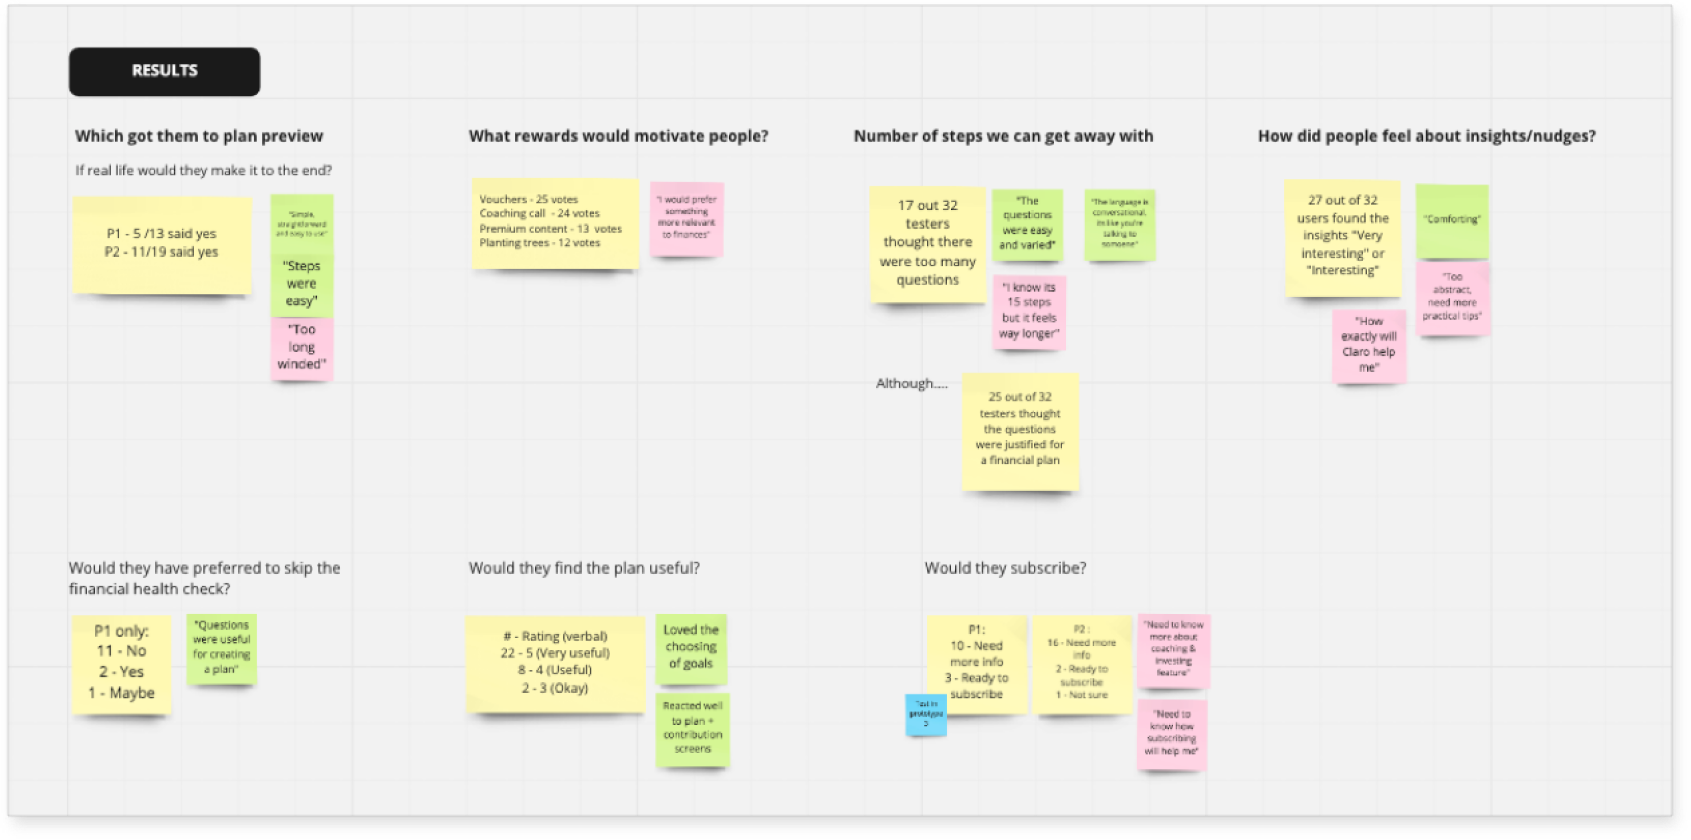 RESULTS
Which got them to plan preview
If real life would they make it to the end?
P1 - 5 /13 said yes
P2 - 11/19 said yes
"Simple,
straightforward
and easy to use"
"Steps
were
easy"
"Too
long
winded"
What rewards would motivate people?
Vouchers - 25 votes
Coaching call - 24 votes
Premium content - 13 votes
Planting trees - 12 votes
"I would prefer
something
more relevant
to finances"
Number of steps we can get away with
17 out 32
testers
thought there
were too many
questions
"The
questions
were easy
and varied"
"The language is
conversational,
its like you're
talking to
someone"
"I know its
15 steps
but it feels
way longer"
Although....
25 out of 32
testers thought
the questions
were justified for
a financial plan
How did people feel about insights/nudges?
27 out of 32
users found the
insights "Very
interesting" or
"Interesting"
"Comforting"
"Too
abstract,
need more
practical tips"
"How
exactly will
Claro help
me"
Would they have preferred to skip the
financial health check?
P1 only:
11 - No
2 - Yes
1 - Maybe
"Questions
were useful
for creating
a plan"
Would they find the plan useful?
# - Rating (verbal)
22 - 5 (Very useful)
8 - 4 (Useful)
2 - 3 (Okay)
Loved the
choosing
of goals
Reacted well
to plan +
contribution
screens
Would they subscribe?
P1:
10 - Need
more info
3 - Ready to
subscribe
Test in
prototype
3
P2 :
16 - Need more
info
2 - Ready to
subscribe
1 - Not sure
"Need to know
more about
coaching &
investing
feature"
"Need to
know how
subscribing
will help me"